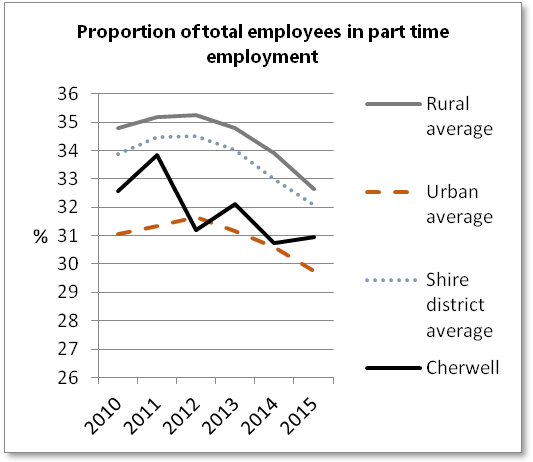 Proportion of total employees in part time
employment
36
35
34
33
32
31
30
29
28
27
26
%
2010
2011
2012
2013
2014
2015
Rural
average
Urban
average
Shire
district
average
Cherwell